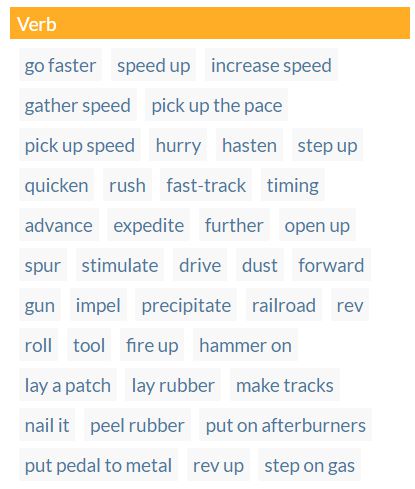 Verb
go faster speed up increase speed
gather speed pick up the pace
pick up speed hurry hasten step up
quicken rush fast-track timing
advance expedite further open up
spur stimulate drive dust forward
gun impel precipitate railroad rev
roll tool fire up hammer on
lay a patch lay rubber make tracks
nail it peel rubber put on afterburners
put pedal to metal rev up step on gas